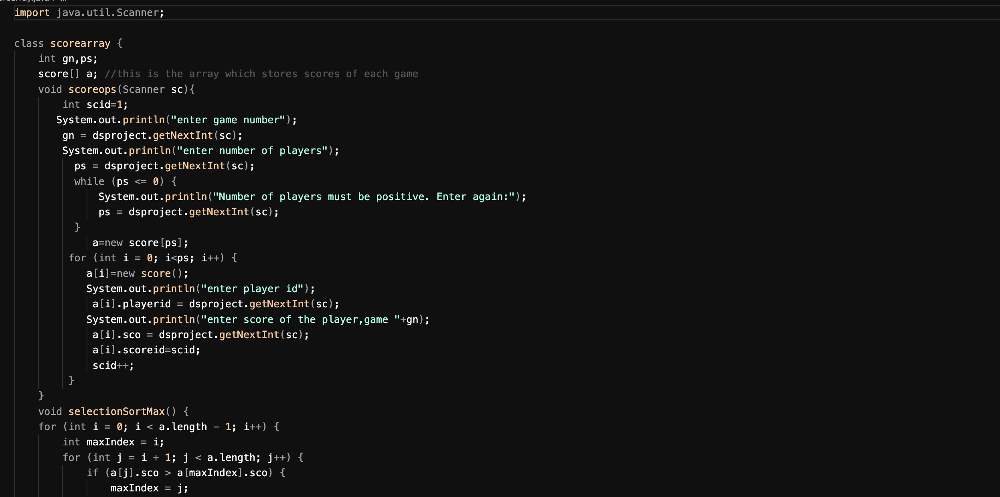 import java.util.Scanner;
class scorearray {
int gn,ps;
score[] a; //this is the array which stores scores of each game
void scoreops(Scanner sc){
int scid=1;
System.out.println("enter game number");
gn = dsproject.getNextInt(sc);
System.out.println("enter number of players");
ps = dsproject.getNextInt(sc);
while (ps <= 0) {
System.out.println("Number of players must be positive. Enter again:");
ps = dsproject.getNextInt(sc);
}
a=new score[ps];
for (int i = 0; i<ps; i++) {
a[i]=new score();
System.out.println("enter player id");
a[i].playerid = dsproject.getNextInt(sc);
System.out.println("enter score of the player,game "+gn);
a[i].sco = dsproject.getNextInt(sc);
a[i].scoreid=scid;
scid++;
}
}
void selectionSortMax() {
for (int i = 0; i < a.length - 1; i++) {
int maxIndex = i;
for (int j = i + 1; j < a.length; j++) {
if (a[j].sco > a[maxIndex].sco) {
maxIndex = j;